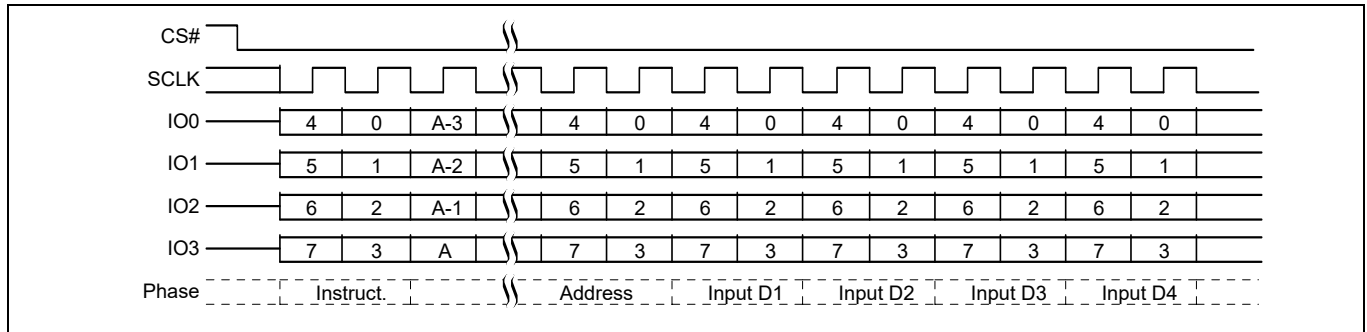 CS#
SCLK
IO0 4 0 A-3 4 0 4 0 4 0 4 0 4 0
IO1 5 1 A-2 5 1 5 1 5 1 5 1 5 1
IO2 6 2 A-1 6 2 6 2 6 2 6 2 6 2
IO3 7 3 A 7 3 7 3 7 3 7 3 7 3
Phase Instruct. Address Input D1 Input D2 Input D3 Input D4